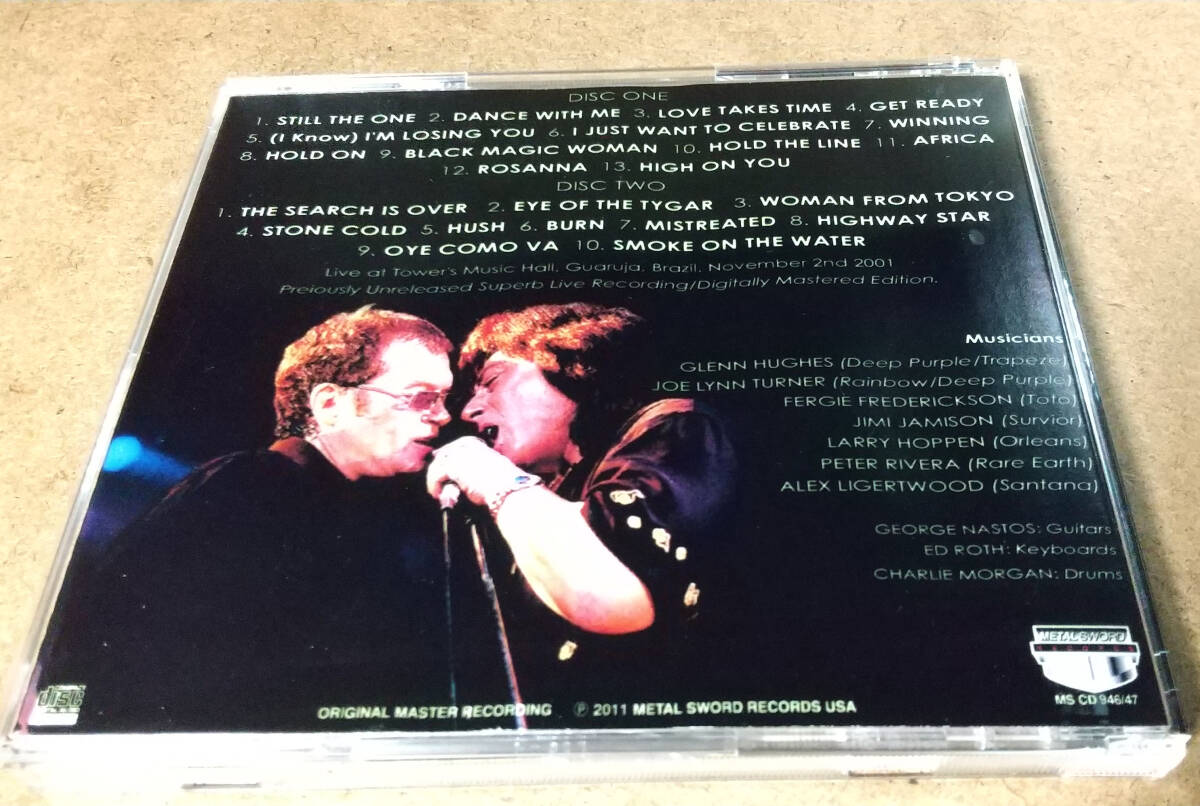 DISC ONE
1. STILL THE ONE 2. DANCE WITH ME 3. LOVE TAKES TIME 4. GET READY
5. (I Know) I'M LOSING YOU 6. I JUST WANT TO CELEBRATE 7. WINNING
8. HOLD ON 9. BLACK MAGIC WOMAN 10. HOLD THE LINE 11. AFRICA
12. ROSANNA 13. HIGH ON YOU
DISC TWO
1. THE SEARCH IS OVER 2. EYE OF THE TYGAR 3. WOMAN FROM TOKYO
4. STONE COLD 5. HUSH 6. BURN 7. MISTREATED 8. HIGHWAY STAR
9. OYE COMO VA 10. SMOKE ON THE WATER
Live at Tower's Music Hall, Guaruja, Brazil, November 2nd 2001
Preiously Unreleased Superb Live Recording/Digitally Mastered Edition.
Musicians
GLENN HUGHES (Deep Purple/Trapeze)
JOE LYNN TURNER (Rainbow/Deep Purple)
FERGIE FREDERICKSON (Toto)
JIMI JAMISON (Survior)
LARRY HOPPEN (Orleans)
PETER RIVERA (Rare Earth)
ALEX LIGERTWOOD (Santana)
GEORGE NASTOS: Guitars
ED ROTH: Keyboards
CHARLIE MORGAN: Drums
METAL SWORD
RECORDS
MS CD 946/47
disc
ORIGINAL MASTER RECORDING ℗ 2011 METAL SWORD RECORDS USA